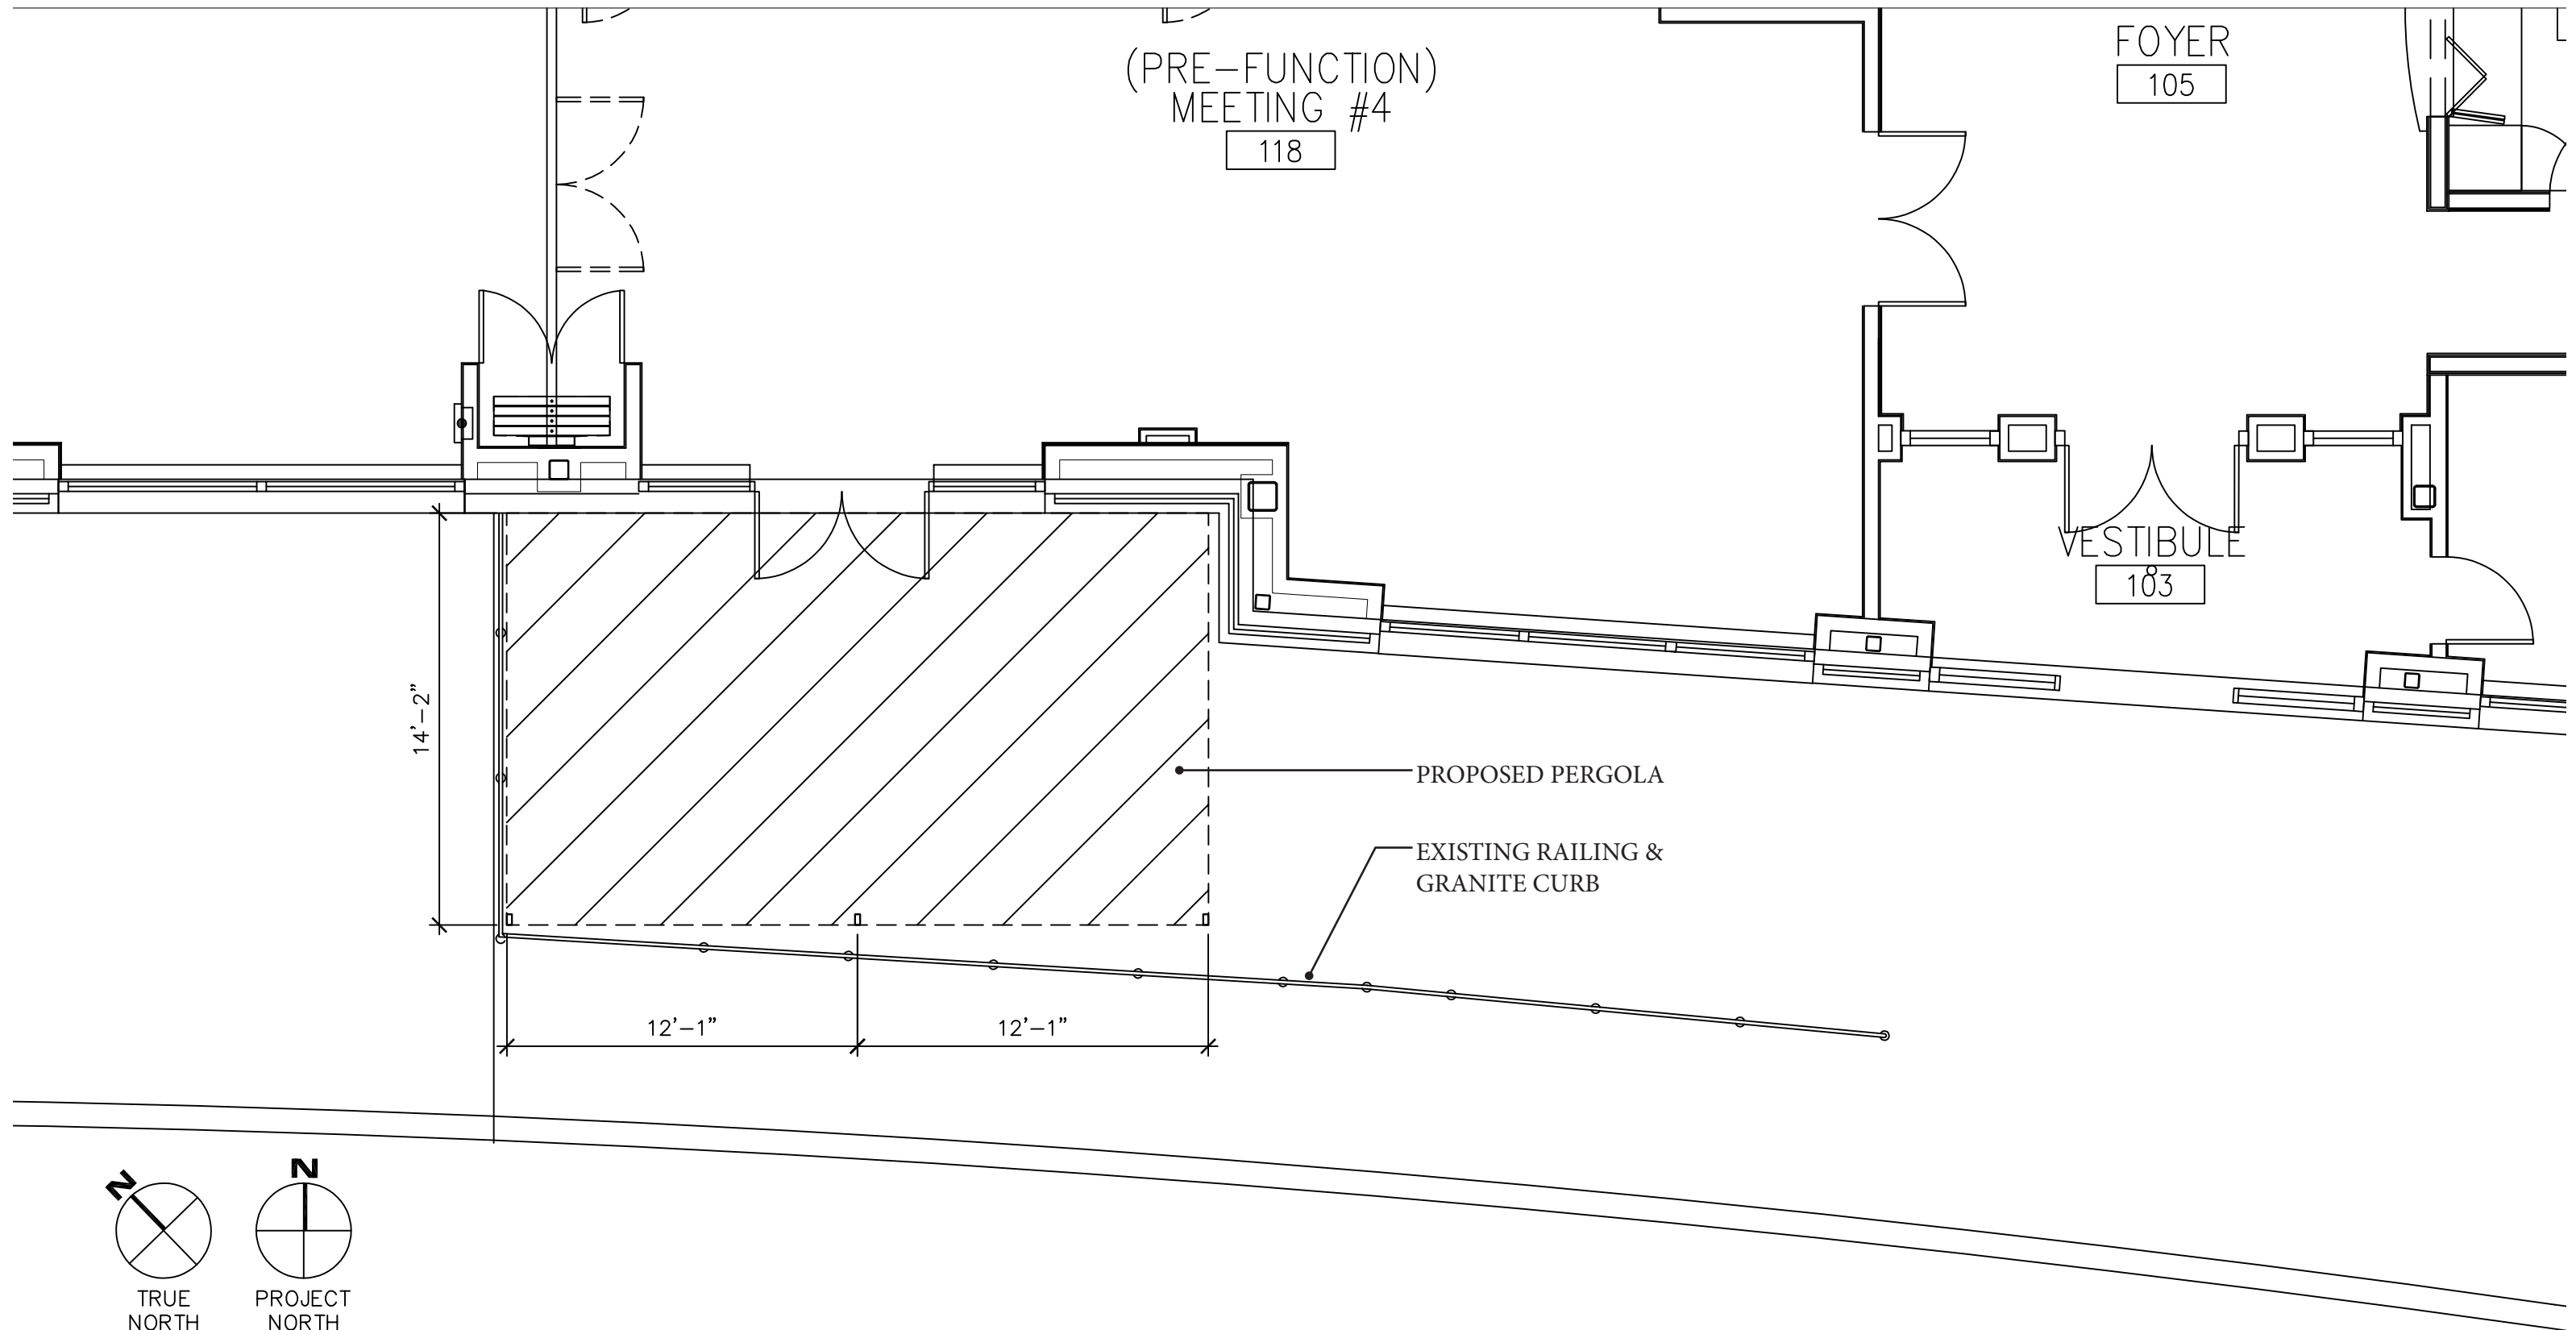 (PRE-FUNCTION)
MEETING #4
118
FOYER
105
VESTIBULE
103
14'-2"
PROPOSED PERGOLA
EXISTING RAILING &
GRANITE CURB
12'-1"
12'-1"
N
N
TRUE
NORTH
PROJECT
NORTH